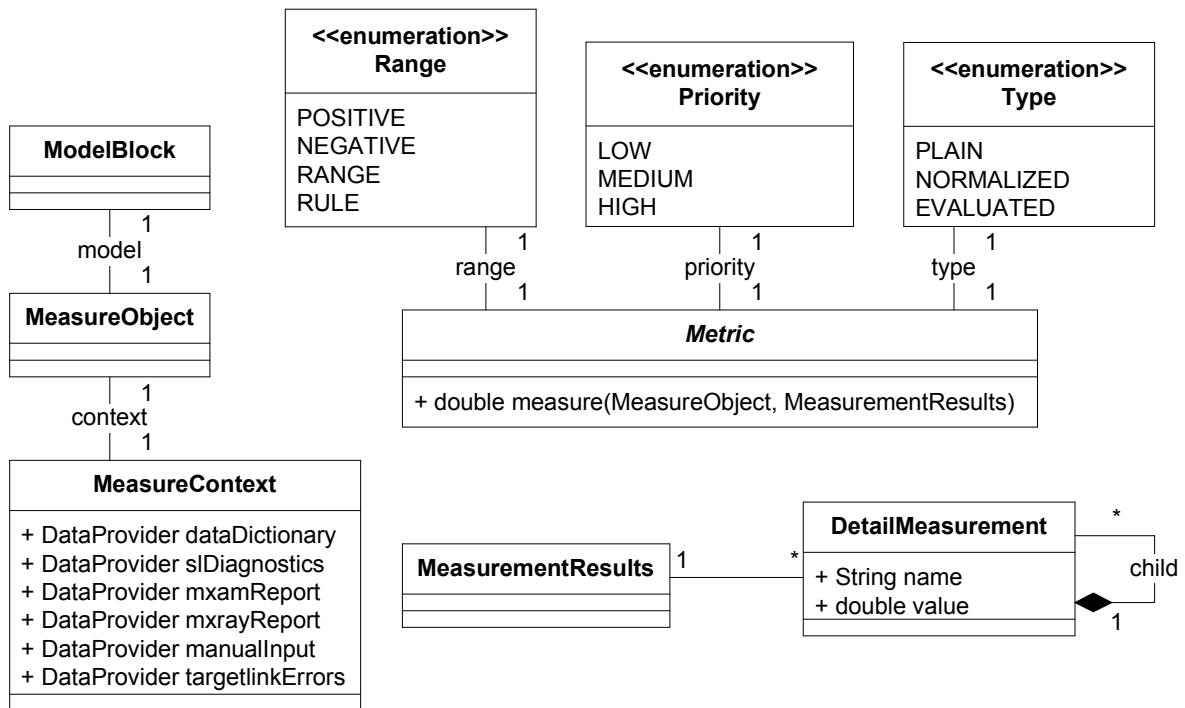 <<enumeration>>
Range
POSITIVE
NEGATIVE
RANGE
RULE
<<enumeration>>
Priority
LOW
MEDIUM
HIGH
<<enumeration>>
Type
PLAIN
NORMALIZED
EVALUATED
ModelBlock
1
model
1
MeasureObject
1
context
1
MeasureContext
+ DataProvider dataDictionary
+ DataProvider slDiagnostics
+ DataProvider mxamReport
+ DataProvider mxrayReport
+ DataProvider manualInput
+ DataProvider targetlinkErrors
1
range
1
1
priority
1
1
type
1
Metric
+ double measure(MeasureObject, MeasurementResults)
MeasurementResults
1
*
DetailMeasurement
+ String name
+ double value
*
child
1